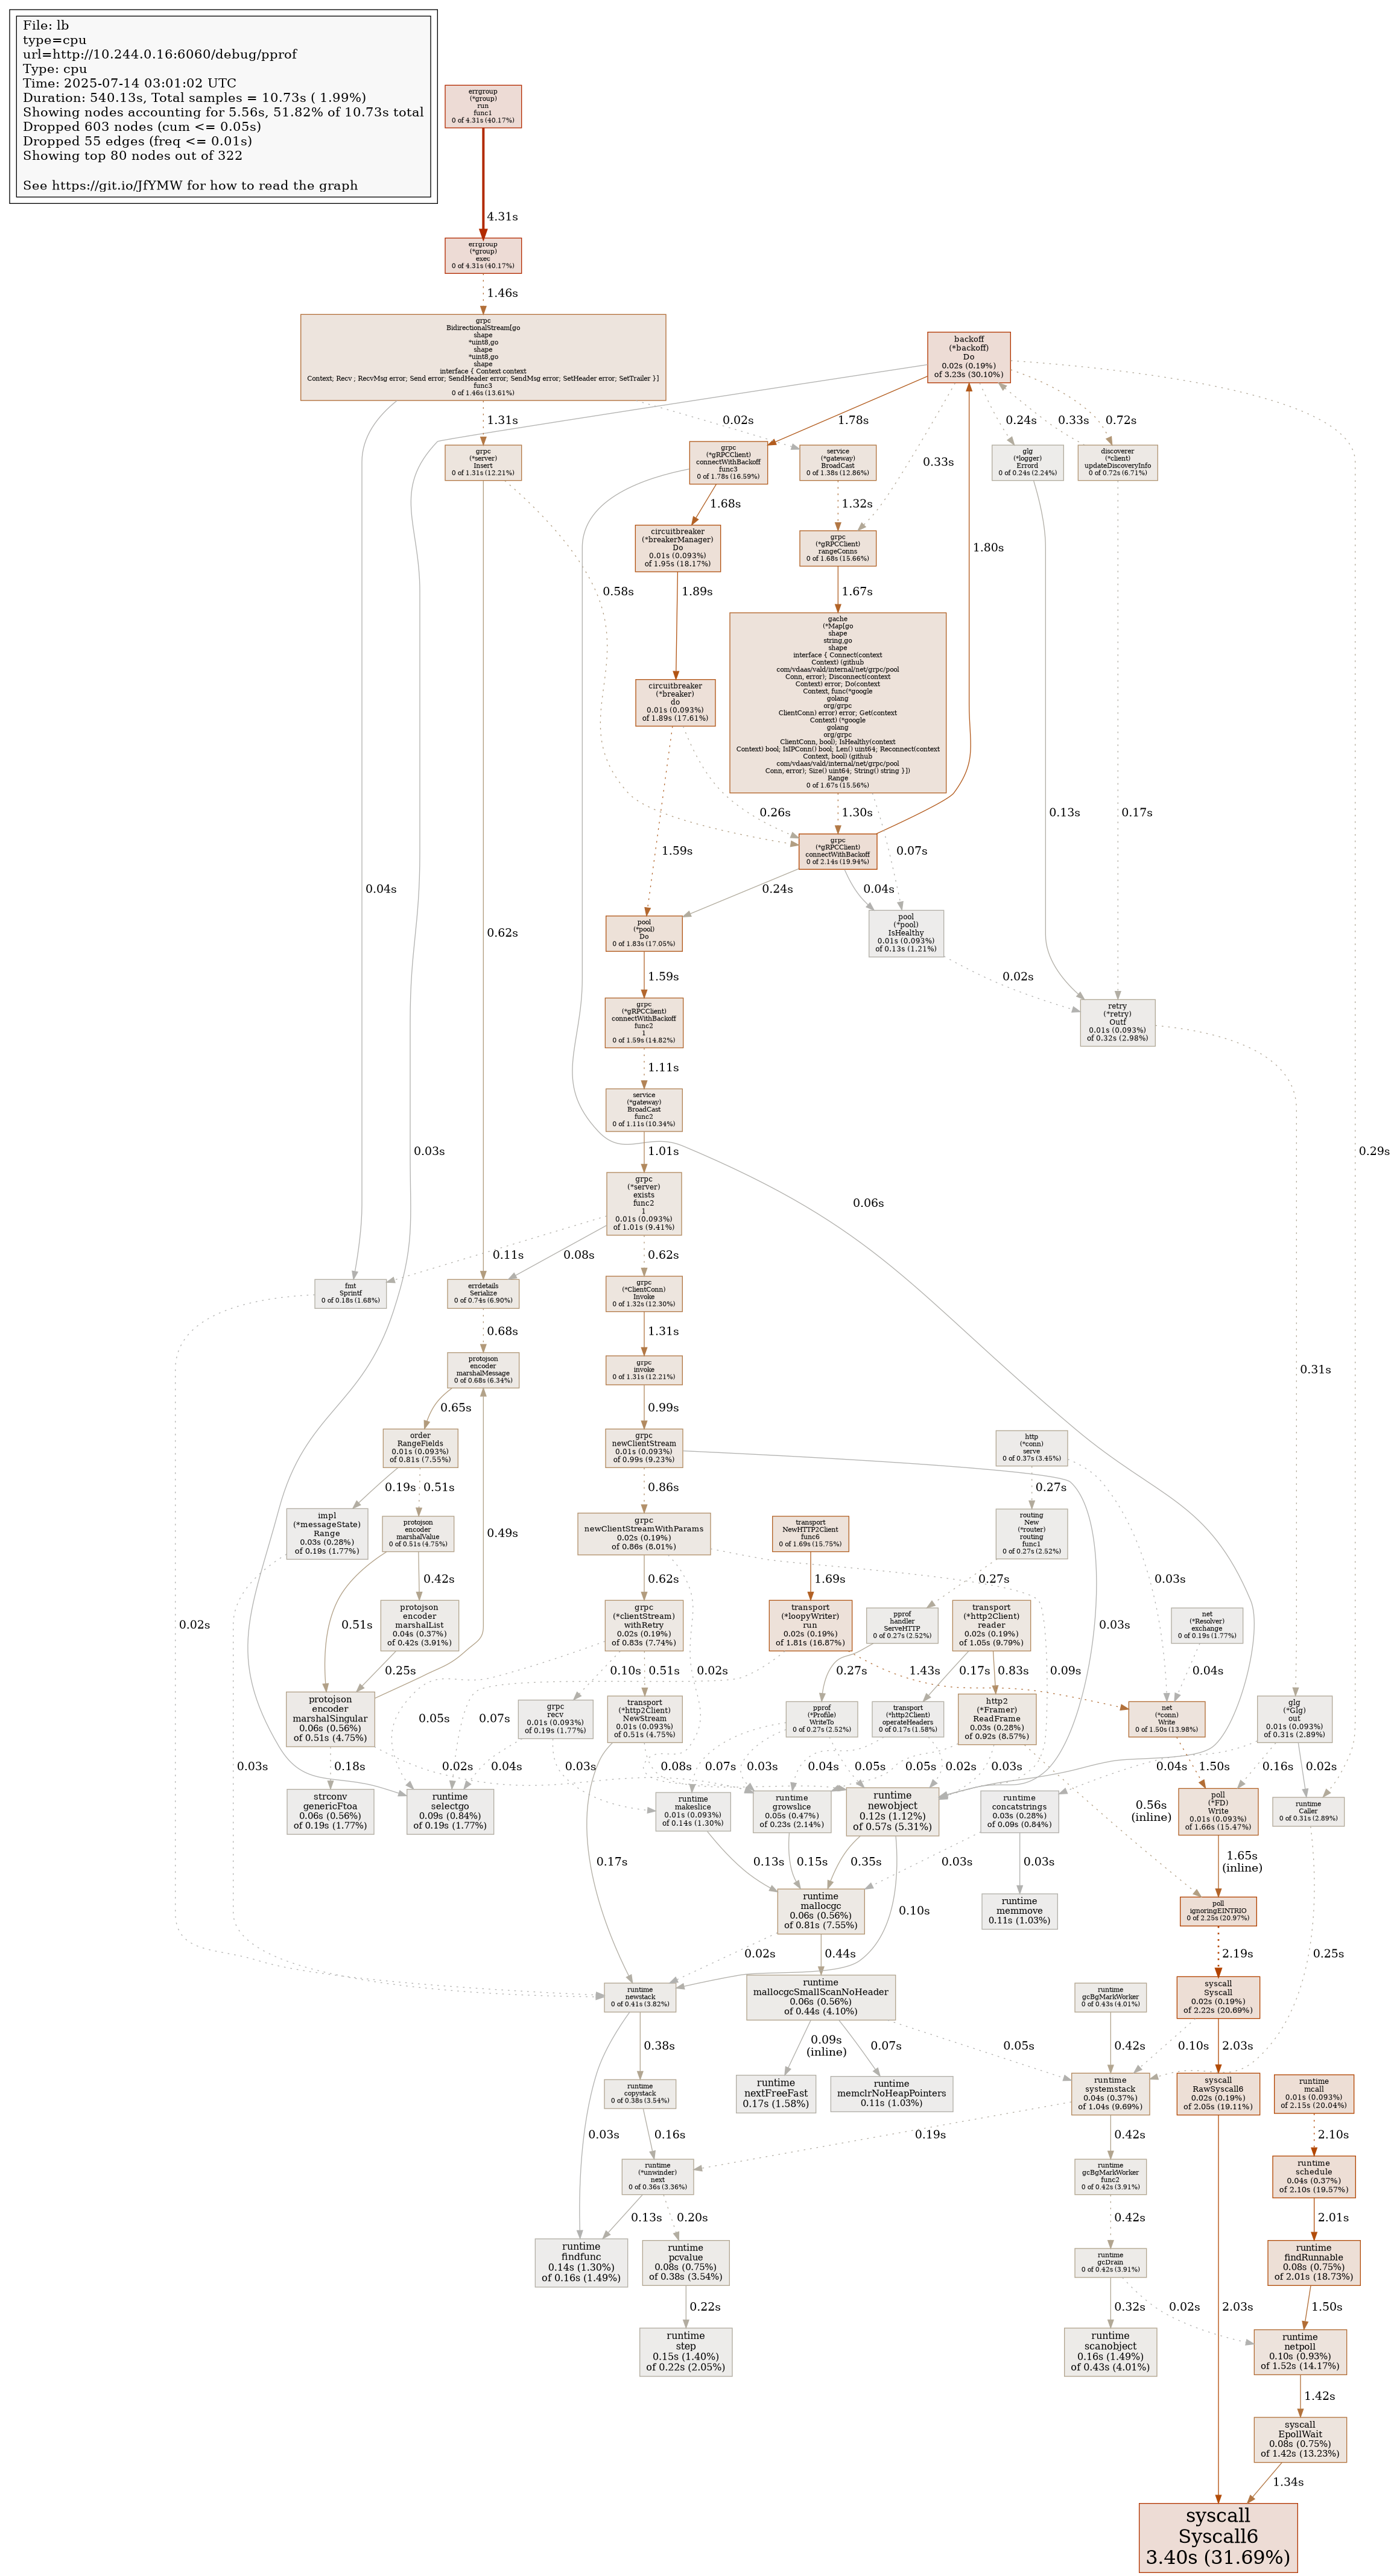 File: lb
type=cpu
url=http://10.244.0.16:6060/debug/pprof
Type: cpu
Time: 2025-07-14 03:01:02 UTC
Duration: 540.13s, Total samples = 10.73s ( 1.99%)
Showing nodes accounting for 5.56s, 51.82% of 10.73s total
Dropped 603 nodes (cum <= 0.05s)
Dropped 55 edges (freq <= 0.01s)
Showing top 80 nodes out of 322
See https://git.io/JfYMW for how to read the graph
errgroup
(*group)
run
func1
0 of 4.31s (40.17%)
4.31s
errgroup
(*group)
exec
0 of 4.31s (40.17%)
1.46s
grpc
BidirectionalStream[go
shape
*uint8,go
shape
*uint8,go
shape
interface { Context context
Context; Recv ; RecvMsg error; Send error; SendHeader error; SendMsg error; SetHeader error; SetTrailer }]
func3
0 of 1.46s (13.61%)
backoff
(*backoff)
Do
0.02s (0.19%)
of 3.23s (30.10%)
1.31s
0.02s
1.78s
0.24s
0.33s
0.72s
grpc
(*server)
Insert
0 of 1.31s (12.21%)
grpc
(*gRPCClient)
connectWithBackoff
func3
0 of 1.78s (16.59%)
service
(*gateway)
BroadCast
0 of 1.38s (12.86%)
0.33s
glg
(*logger)
Errord
0 of 0.24s (2.24%)
discoverer
(*client)
updateDiscoveryInfo
0 of 0.72s (6.71%)
1.68s
1.32s
circuitbreaker
(*breakerManager)
Do
0.01s (0.093%)
of 1.95s (18.17%)
grpc
(*gRPCClient)
rangeConns
0 of 1.68s (15.66%)
1.80s
0.58s
1.89s
1.67s
gache
(*Map[go
shape
string,go
shape
interface { Connect(context
Context) (github
com/vdaas/vald/internal/net/grpc/pool
Conn, error); Disconnect(context
Context) error; Do(context
Context, func(*google
golang
org/grpc
ClientConn) error) error; Get(context
Context) (*google
golang
org/grpc
ClientConn, bool); IsHealthy(context
Context) bool; IsIPConn() bool; Len() uint64; Reconnect(context
Context, bool) (github
com/vdaas/vald/internal/net/grpc/pool
Conn, error); Size() uint64; String() string }])
Range
0 of 1.67s (15.56%)
circuitbreaker
(*breaker)
do
0.01s (0.093%)
of 1.89s (17.61%)
0.26s
1.30s
0.13s
0.17s
1.59s
0.07s
grpc
(*gRPCClient)
connectWithBackoff
0 of 2.14s (19.94%)
0.04s
0.24s
0.04s
0.62s
pool
(*pool)
Do
0 of 1.83s (17.05%)
pool
(*pool)
IsHealthy
0.01s (0.093%)
of 0.13s (1.21%)
1.59s
0.02s
grpc
(*gRPCClient)
connectWithBackoff
func2
1
0 of 1.59s (14.82%)
retry
(*retry)
Outf
0.01s (0.093%)
of 0.32s (2.98%)
1.11s
service
(*gateway)
BroadCast
func2
0 of 1.11s (10.34%)
0.03s
1.01s
0.29s
grpc
(*server)
exists
func2
1
0.01s (0.093%)
of 1.01s (9.41%)
0.06s
0.11s
0.08s
0.62s
fmt
Sprintf
0 of 0.18s (1.68%)
errdetails
Serialize
0 of 0.74s (6.90%)
grpc
(*ClientConn)
Invoke
0 of 1.32s (12.30%)
0.68s
1.31s
protojson
encoder
marshalMessage
0 of 0.68s (6.34%)
grpc
invoke
0 of 1.31s (12.21%)
0.31s
0.65s
0.99s
order
RangeFields
0.01s (0.093%)
of 0.81s (7.55%)
grpc
newClientStream
0.01s (0.093%)
of 0.99s (9.23%)
http
(*conn)
serve
0 of 0.37s (3.45%)
0.19s
0.51s
0.86s
0.27s
impl
(*messageState)
Range
0.03s (0.28%)
of 0.19s (1.77%)
protojson
encoder
marshalValue
0 of 0.51s (4.75%)
0.49s
grpc
newClientStreamWithParams
0.02s (0.19%)
of 0.86s (8.01%)
transport
NewHTTP2Client
func6
0 of 1.69s (15.75%)
routing
New
(*router)
routing
func1
0 of 0.27s (2.52%)
0.42s
0.62s
1.69s
0.27s
0.03s
0.02s
0.51s
protojson
encoder
marshalList
0.04s (0.37%)
of 0.42s (3.91%)
grpc
(*clientStream)
withRetry
0.02s (0.19%)
of 0.83s (7.74%)
transport
(*loopyWriter)
run
0.02s (0.19%)
of 1.81s (16.87%)
pprof
handler
ServeHTTP
0 of 0.27s (2.52%)
transport
(*http2Client)
reader
0.02s (0.19%)
of 1.05s (9.79%)
0.03s
net
(*Resolver)
exchange
0 of 0.19s (1.77%)
0.25s
0.10s
0.51s
0.02s
0.27s
1.43s
0.17s
0.83s
0.09s
0.04s
protojson
encoder
marshalSingular
0.06s (0.56%)
of 0.51s (4.75%)
0.05s
0.07s
grpc
recv
0.01s (0.093%)
of 0.19s (1.77%)
transport
(*http2Client)
NewStream
0.01s (0.093%)
of 0.51s (4.75%)
pprof
(*Profile)
WriteTo
0 of 0.27s (2.52%)
transport
(*http2Client)
operateHeaders
0 of 0.17s (1.58%)
http2
(*Framer)
ReadFrame
0.03s (0.28%)
of 0.92s (8.57%)
net
(*conn)
Write
0 of 1.50s (13.98%)
glg
(*Glg)
out
0.01s (0.093%)
of 0.31s (2.89%)
0.03s
0.18s
0.02s
0.04s
0.03s
0.08s
0.07s
0.03s
0.04s
0.05s
0.05s
0.02s
0.03s
0.04s
1.50s
0.16s
0.02s
strconv
genericFtoa
0.06s (0.56%)
of 0.19s (1.77%)
runtime
selectgo
0.09s (0.84%)
of 0.19s (1.77%)
runtime
makeslice
0.01s (0.093%)
of 0.14s (1.30%)
runtime
growslice
0.05s (0.47%)
of 0.23s (2.14%)
runtime
newobject
0.12s (1.12%)
of 0.57s (5.31%)
runtime
concatstrings
0.03s (0.28%)
of 0.09s (0.84%)
0.56s
(inline)
poll
(*FD)
Write
0.01s (0.093%)
of 1.66s (15.47%)
runtime
Caller
0 of 0.31s (2.89%)
0.17s
0.13s
0.15s
0.35s
0.03s
0.03s
1.65s
(inline)
runtime
mallocgc
0.06s (0.56%)
of 0.81s (7.55%)
0.10s
runtime
memmove
0.11s (1.03%)
poll
ignoringEINTRIO
0 of 2.25s (20.97%)
0.02s
0.44s
2.19s
0.25s
runtime
newstack
0 of 0.41s (3.82%)
runtime
mallocgcSmallScanNoHeader
0.06s (0.56%)
of 0.44s (4.10%)
runtime
gcBgMarkWorker
0 of 0.43s (4.01%)
syscall
Syscall
0.02s (0.19%)
of 2.22s (20.69%)
0.38s
0.09s
(inline)
0.07s
0.05s
0.42s
0.10s
2.03s
runtime
copystack
0 of 0.38s (3.54%)
runtime
nextFreeFast
0.17s (1.58%)
runtime
memclrNoHeapPointers
0.11s (1.03%)
runtime
systemstack
0.04s (0.37%)
of 1.04s (9.69%)
syscall
RawSyscall6
0.02s (0.19%)
of 2.05s (19.11%)
runtime
mcall
0.01s (0.093%)
of 2.15s (20.04%)
0.03s
0.16s
0.19s
0.42s
2.10s
runtime
(*unwinder)
next
0 of 0.36s (3.36%)
runtime
gcBgMarkWorker
func2
0 of 0.42s (3.91%)
runtime
schedule
0.04s (0.37%)
of 2.10s (19.57%)
0.13s
0.20s
0.42s
2.01s
runtime
findfunc
0.14s (1.30%)
of 0.16s (1.49%)
runtime
pcvalue
0.08s (0.75%)
of 0.38s (3.54%)
runtime
gcDrain
0 of 0.42s (3.91%)
runtime
findRunnable
0.08s (0.75%)
of 2.01s (18.73%)
0.22s
0.32s
0.02s
2.03s
1.50s
runtime
step
0.15s (1.40%)
of 0.22s (2.05%)
runtime
scanobject
0.16s (1.49%)
of 0.43s (4.01%)
runtime
netpoll
0.10s (0.93%)
of 1.52s (14.17%)
1.42s
syscall
EpollWait
0.08s (0.75%)
of 1.42s (13.23%)
1.34s
syscall
Syscall6
3.40s (31.69%)